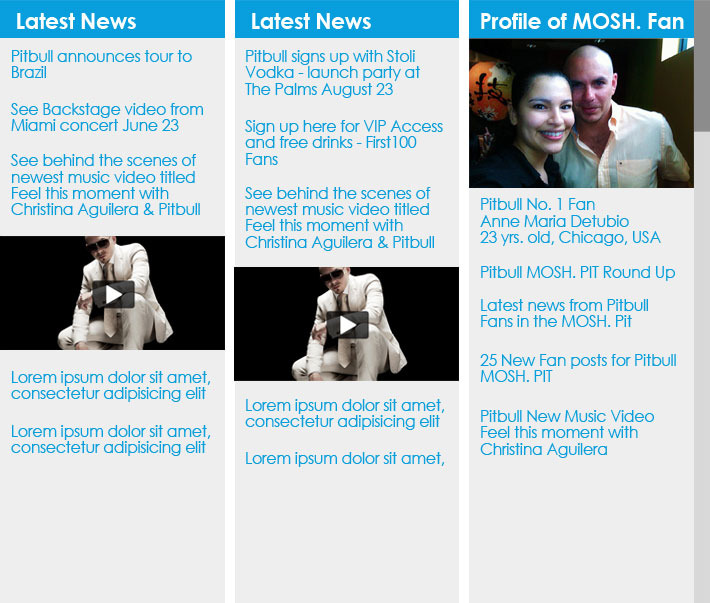 Latest News
Pitbull announces tour to
Brazil
See Backstage video from
Miami concert June 23
See behind the scenes of
newest music video titled
Feel this moment with
Christina Aguilera & Pitbull
Lorem ipsum dolor sit amet,
consectetur adipisicing elit
Lorem ipsum dolor sit amet,
consectetur adipisicing elit
Latest News
Pitbull signs up with Stoli
Vodka - launch party at
The Palms August 23
Sign up here for VIP Access
and free drinks - First100
Fans
See behind the scenes of
newest music video titled
Feel this moment with
Christina Aguilera & Pitbull
Lorem ipsum dolor sit amet,
consectetur adipisicing elit
Lorem ipsum dolor sit amet,
Profile of MOSH. Fan
Pitbull No. 1 Fan
Anne Maria Detubio
23 yrs. old, Chicago, USA
Pitbull MOSH. PIT Round Up
Latest news from Pitbull
Fans in the MOSH. Pit
25 New Fan posts for Pitbull
MOSH. PIT
Pitbull New Music Video
Feel this moment with
Christina Aguilera